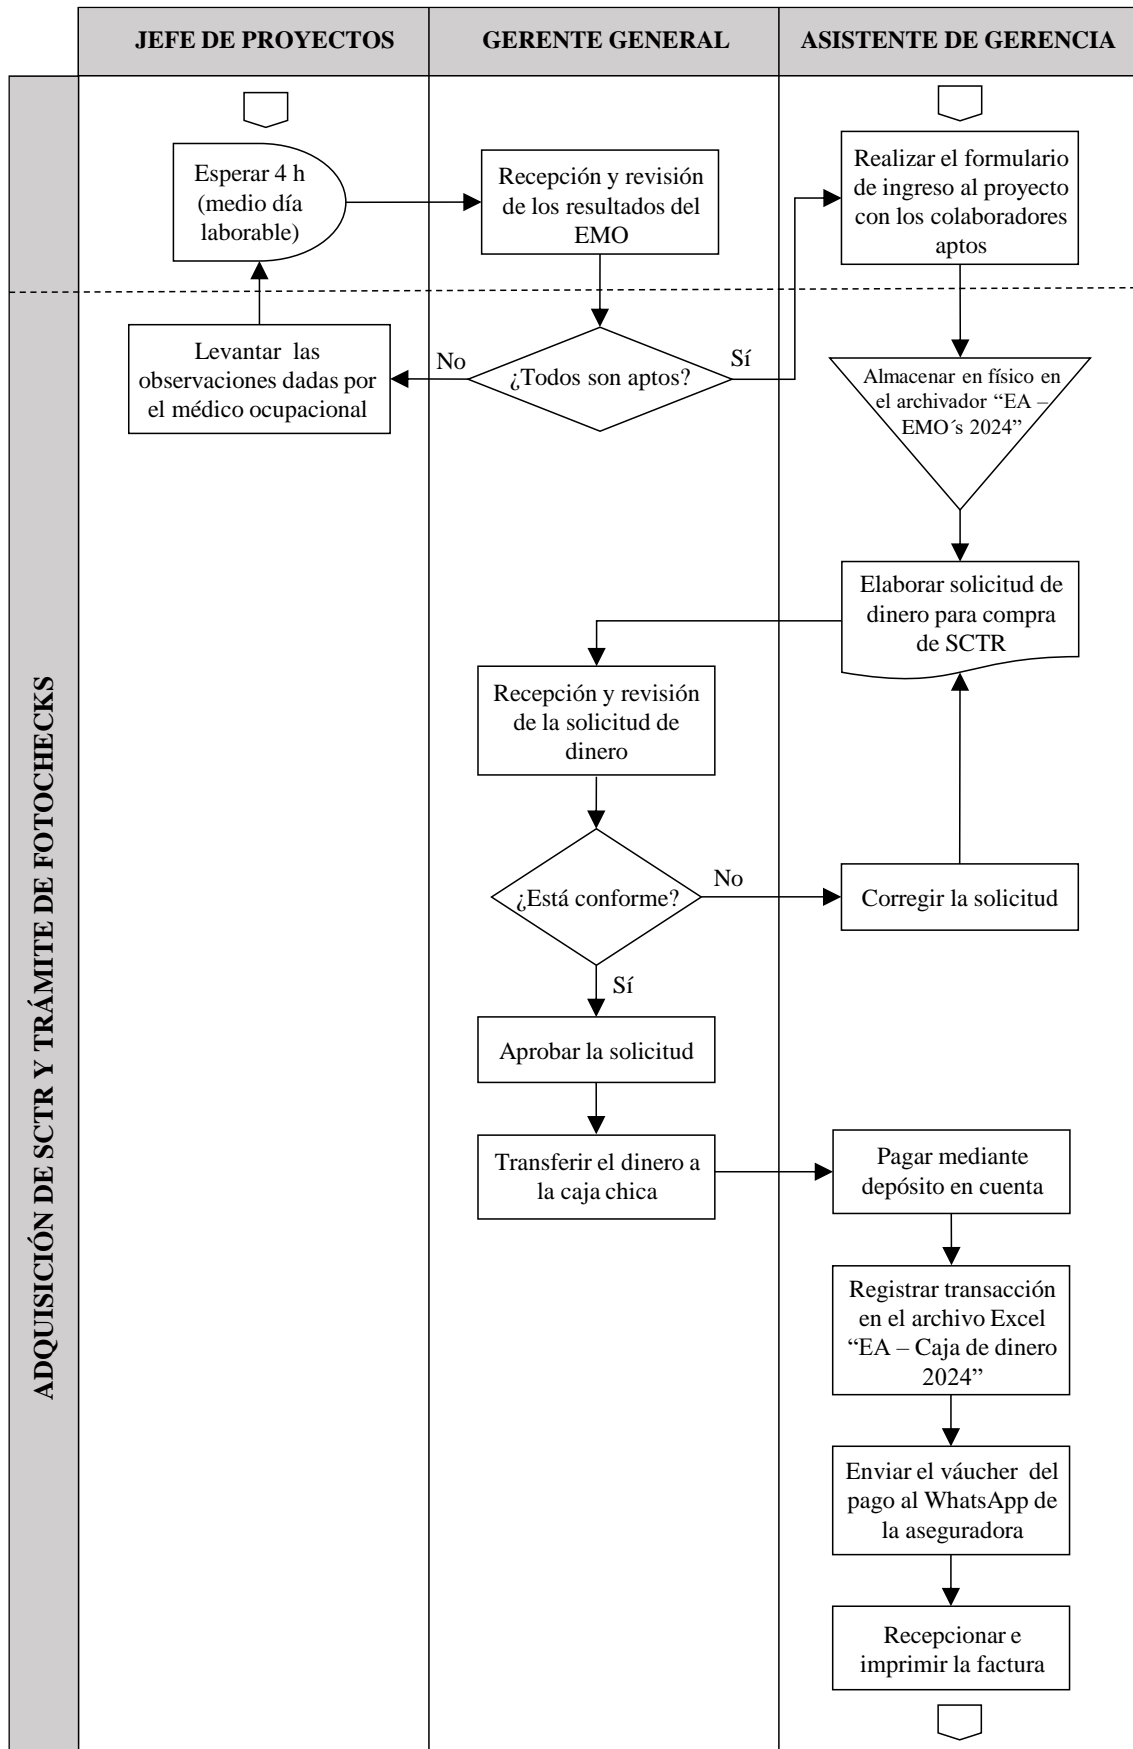 JEFE DE PROYECTOS
GERENTE GENERAL
ASISTENTE DE GERENCIA
ADQUISICIÓN DE SCTR Y TRÁMITE DE FOTOCHECKS
Esperar 4 h
(medio día
laborable)
Recepción y revisión
de los resultados del
EMO
Realizar el formulario
de ingreso al proyecto
con los colaboradores
aptos
Levantar las
observaciones dadas por
el médico ocupacional
No
¿Todos son aptos?
Sí
Almacenar en físico en
el archivador “EA –
EMO´s 2024”
Elaborar solicitud de
dinero para compra
de SCTR
Recepción y revisión
de la solicitud de
dinero
¿Está conforme?
No
Corregir la solicitud
Sí
Aprobar la solicitud
Transferir el dinero a
la caja chica
Pagar mediante
depósito en cuenta
Registrar transacción
en el archivo Excel
“EA – Caja de dinero
2024”
Enviar el váucher del
pago al WhatsApp de
la aseguradora
Recepcionar e
imprimir la factura